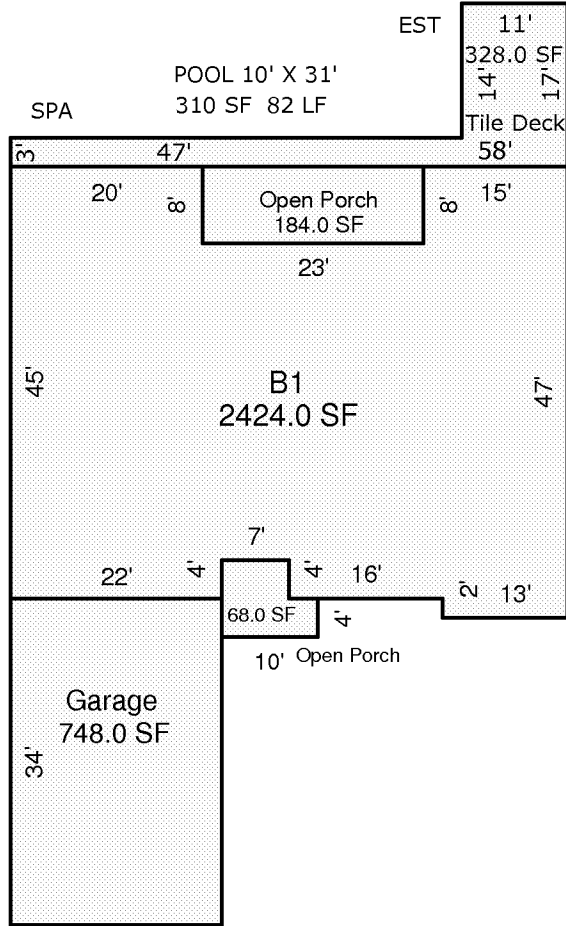 EST
11'
328.0 SF
14'
17'
Tile Deck
58'
POOL 10' X 31'
310 SF 82 LF
SPA
3'
47'
20'
8'
Open Porch
184.0 SF
8'
15'
23'
45'
B1
2424.0 SF
47'
7'
22'
4'
4'
16'
2'
13'
68.0 SF
4'
10'
Open Porch
Garage
748.0 SF
34'